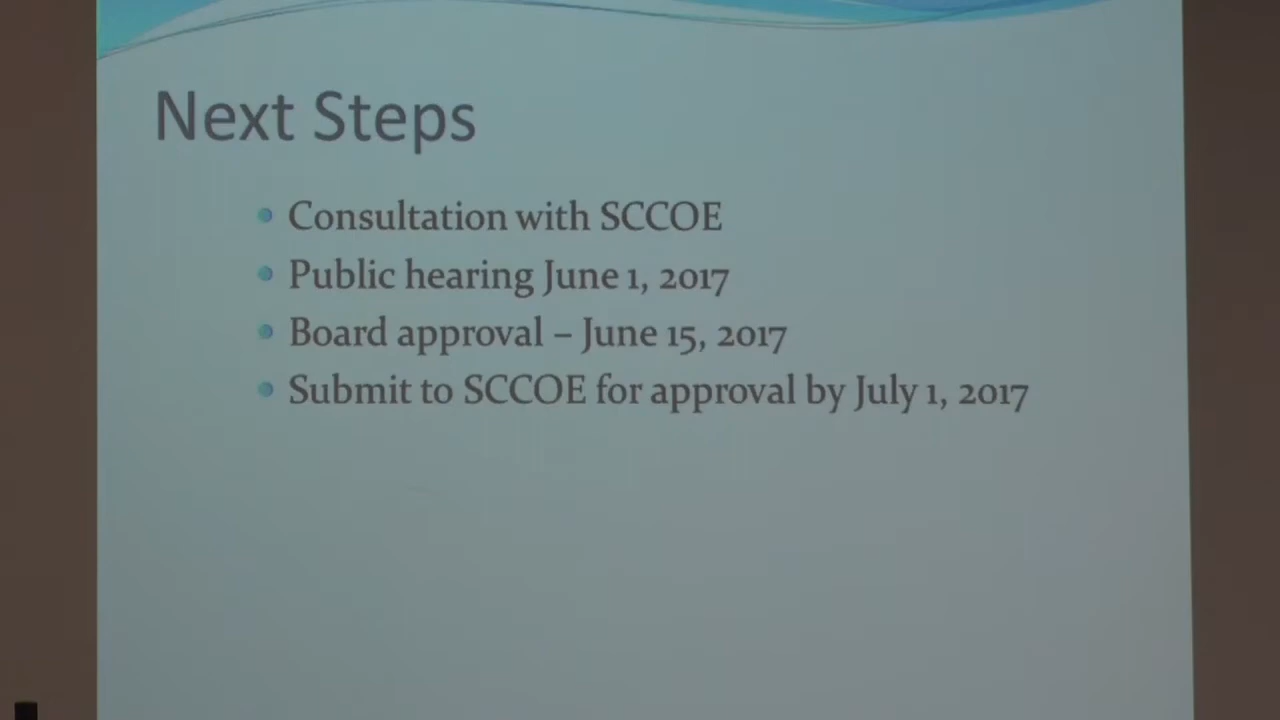 Next Steps
Consultation with SCCOE
Public hearing June 1, 2017
Board approval – June 15, 2017
Submit to SCCOE for approval by July 1, 2017